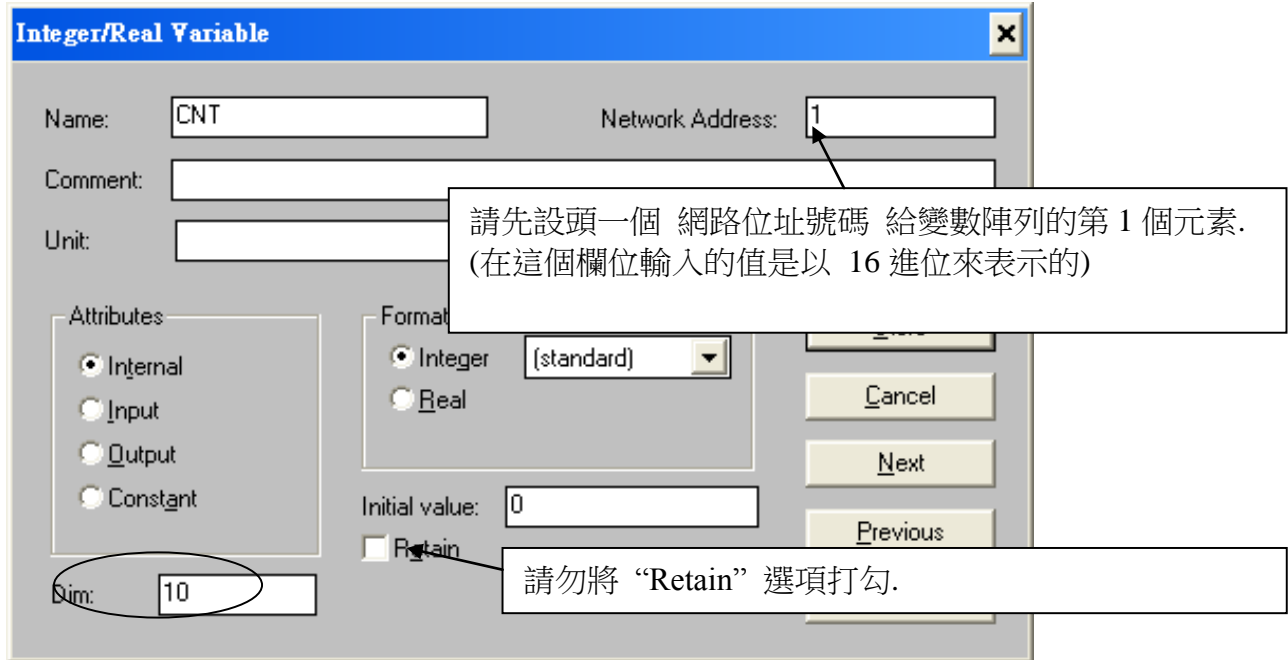 Integer/Real Variable
Name: CNT Network Address: 1
Comment:
Unit:
請先設頭一個 網路位址號碼 給變數陣列的第 1 個元素.
(在這個欄位輸入的值是以 16 進位來表示的)
Attributes
Internal
Input
Output
Constant
Format
Integer (standard)
Real
Cancel
Next
Previous
Initial value: 0
Retain
請勿將 “Retain” 選項打勾.
Dim: 10